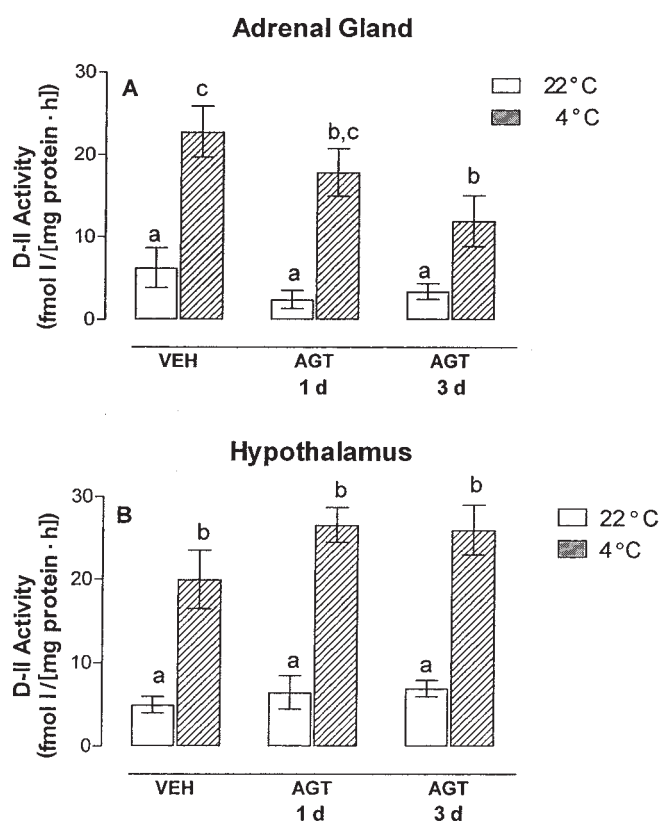 Adrenal Gland
D-II Activity
(fmol I / [mg protein · h])
30
20
10
0
A
a
c
a
b,c
a
b
22°C
4°C
VEH
AGT
1 d
AGT
3 d
Hypothalamus
D-II Activity
(fmol I / [mg protein · h])
30
20
10
0
B
a
b
a
b
a
b
22°C
4°C
VEH
AGT
1 d
AGT
3 d